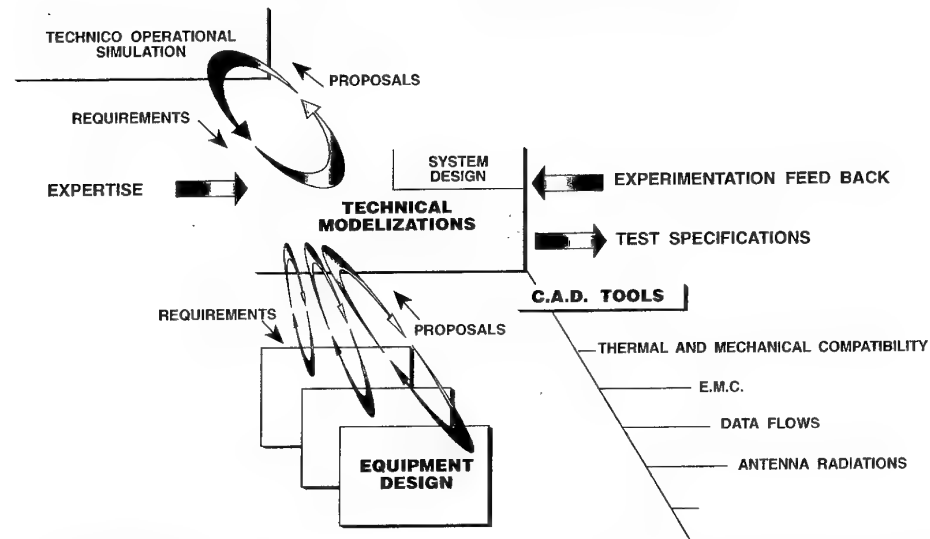 TECHNICO OPERATIONAL
SIMULATION
PROPOSALS
REQUIREMENTS
SYSTEM
DESIGN
EXPERTISE
EXPERIMENTATION FEED BACK
TECHNICAL
MODELIZATIONS
TEST SPECIFICATIONS
C.A.D. TOOLS
REQUIREMENTS
PROPOSALS
THERMAL AND MECHANICAL COMPATIBILITY
E.M.C.
DATA FLOWS
ANTENNA RADIATIONS
EQUIPMENT
DESIGN